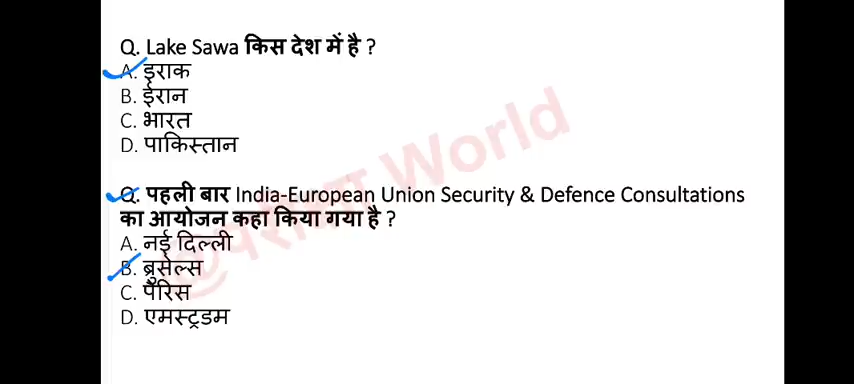 Q. Lake Sawa किस देश में है ?
A. इराक
B. ईरान
C. भारत
D. पाकिस्तान
Q. पहली बार India-European Union Security & Defence Consultations
का आयोजन कहा किया गया है ?
A. नई दिल्ली
B. ब्रुसेल्स
C. पेरिस
D. एमस्ट्रडम
World